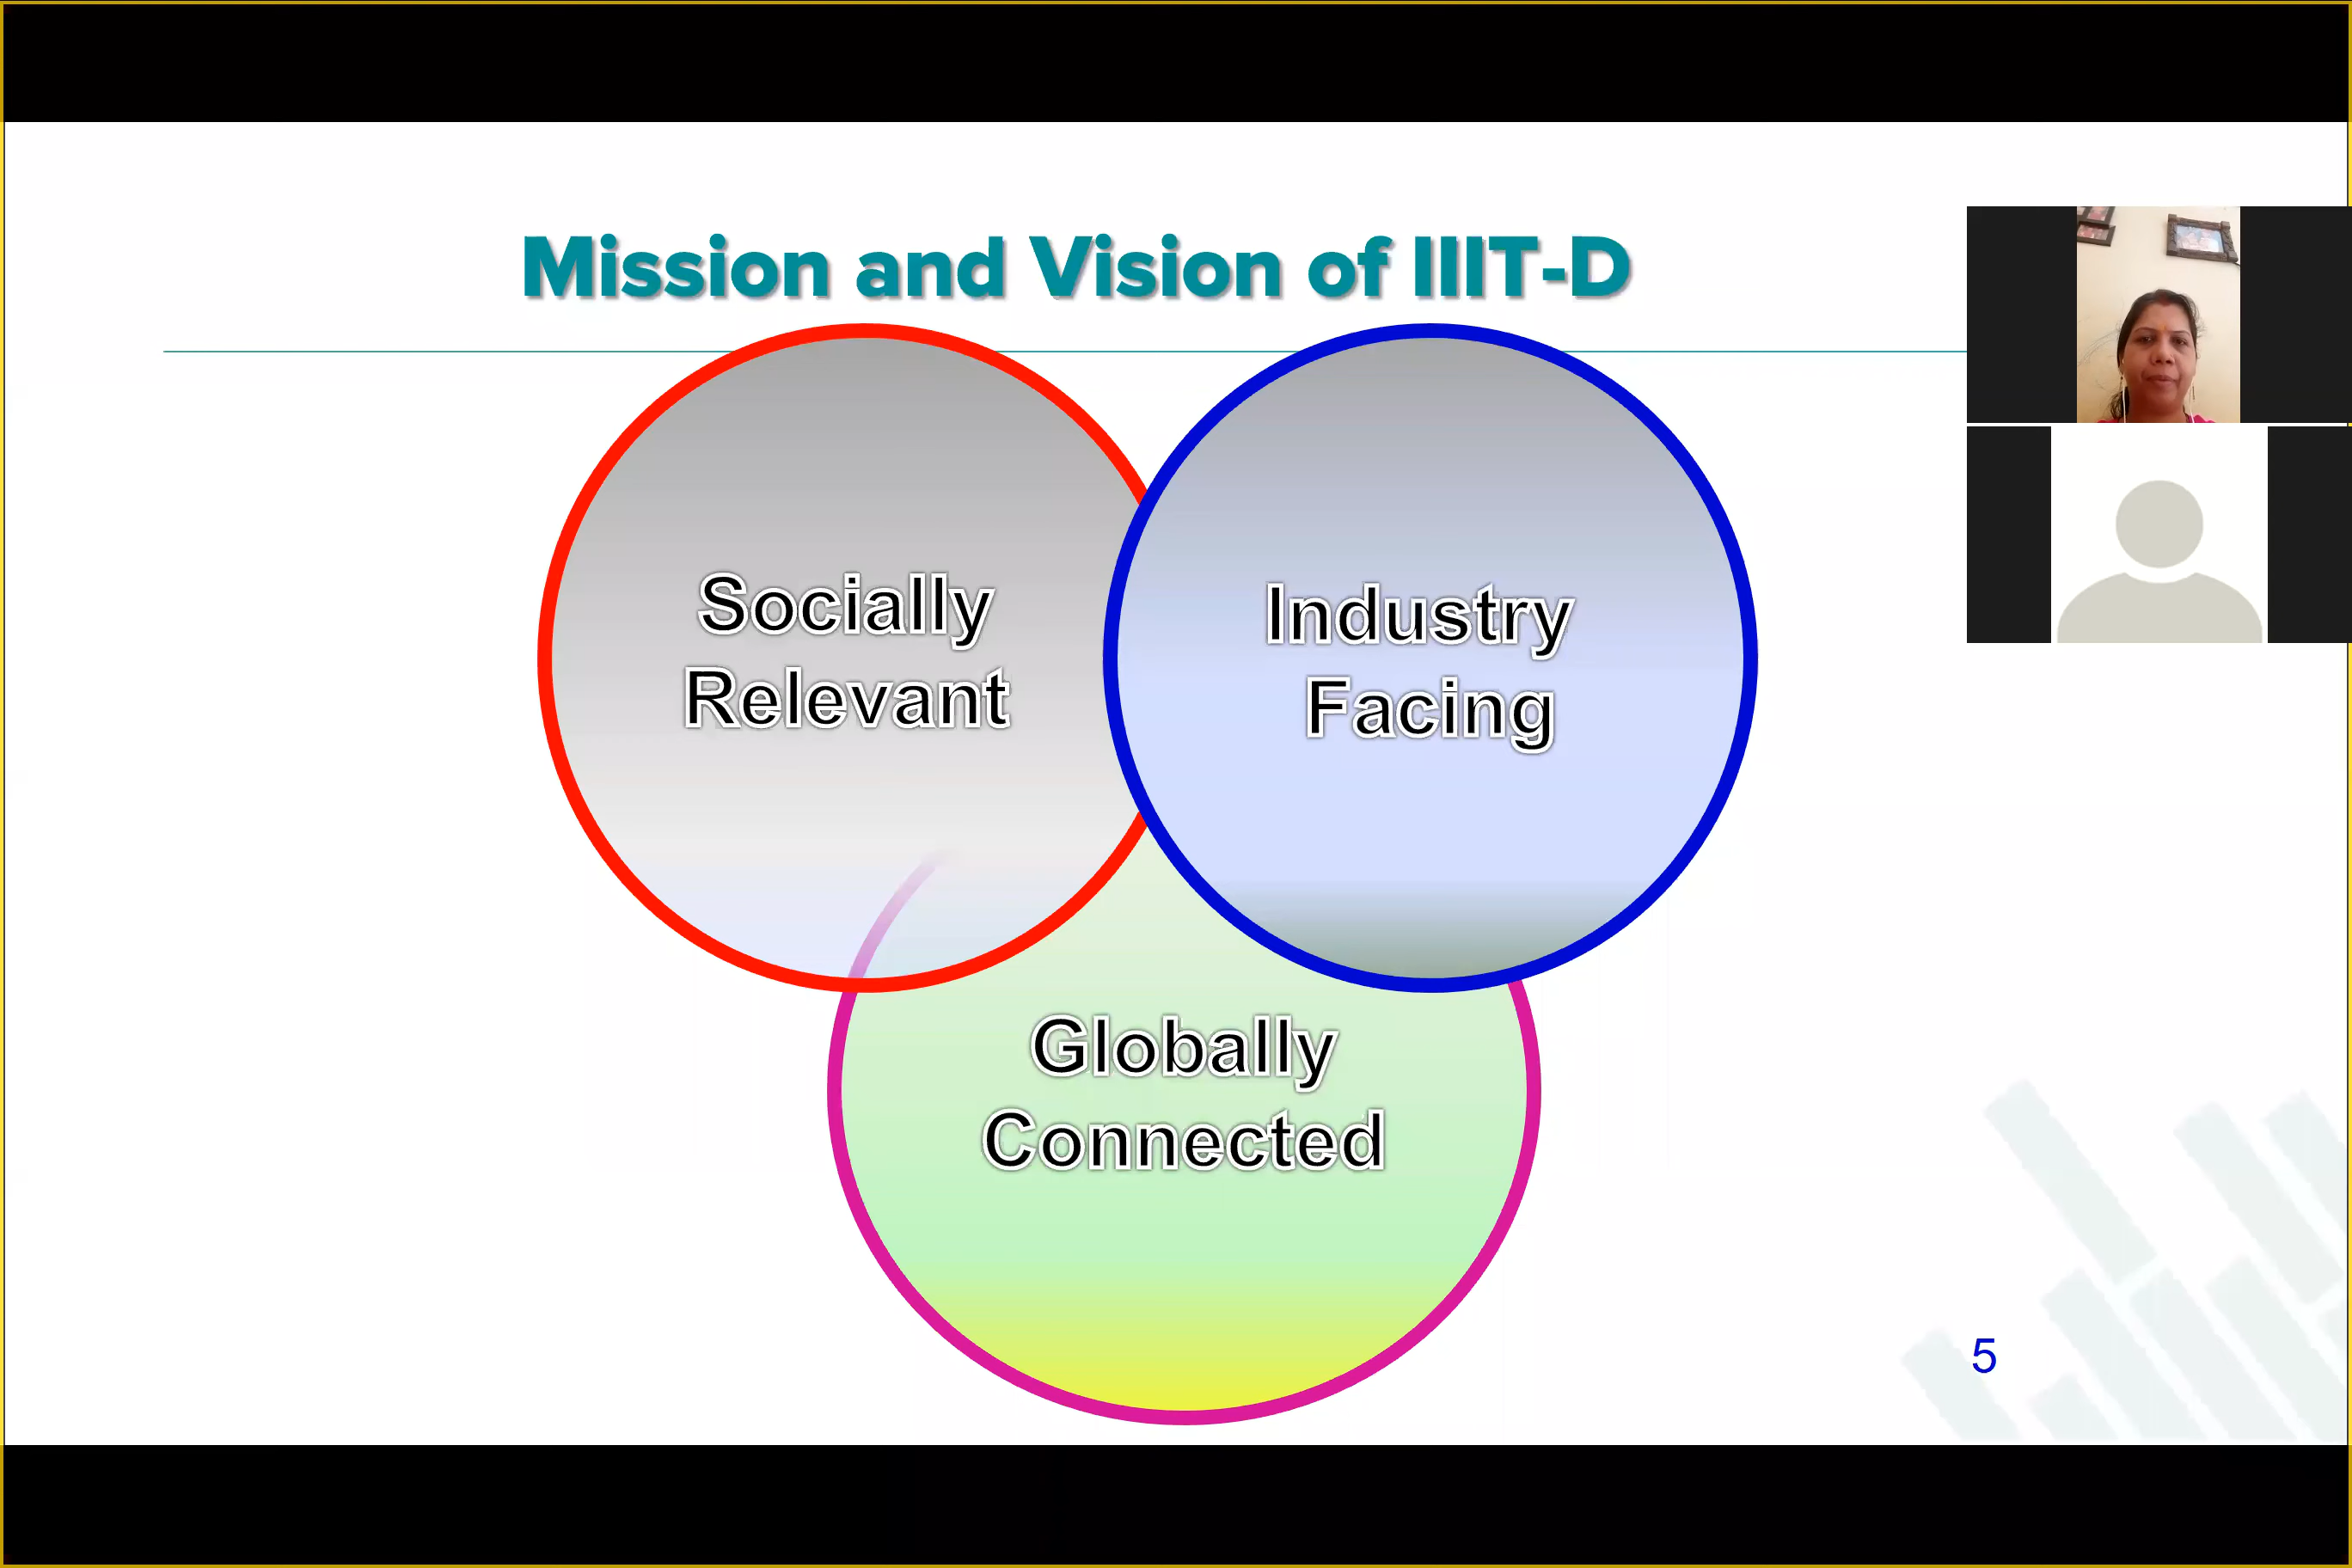 Mission and Vision of IIIT-D
Socially
Relevant
Industry
Facing
Globally
Connected
5